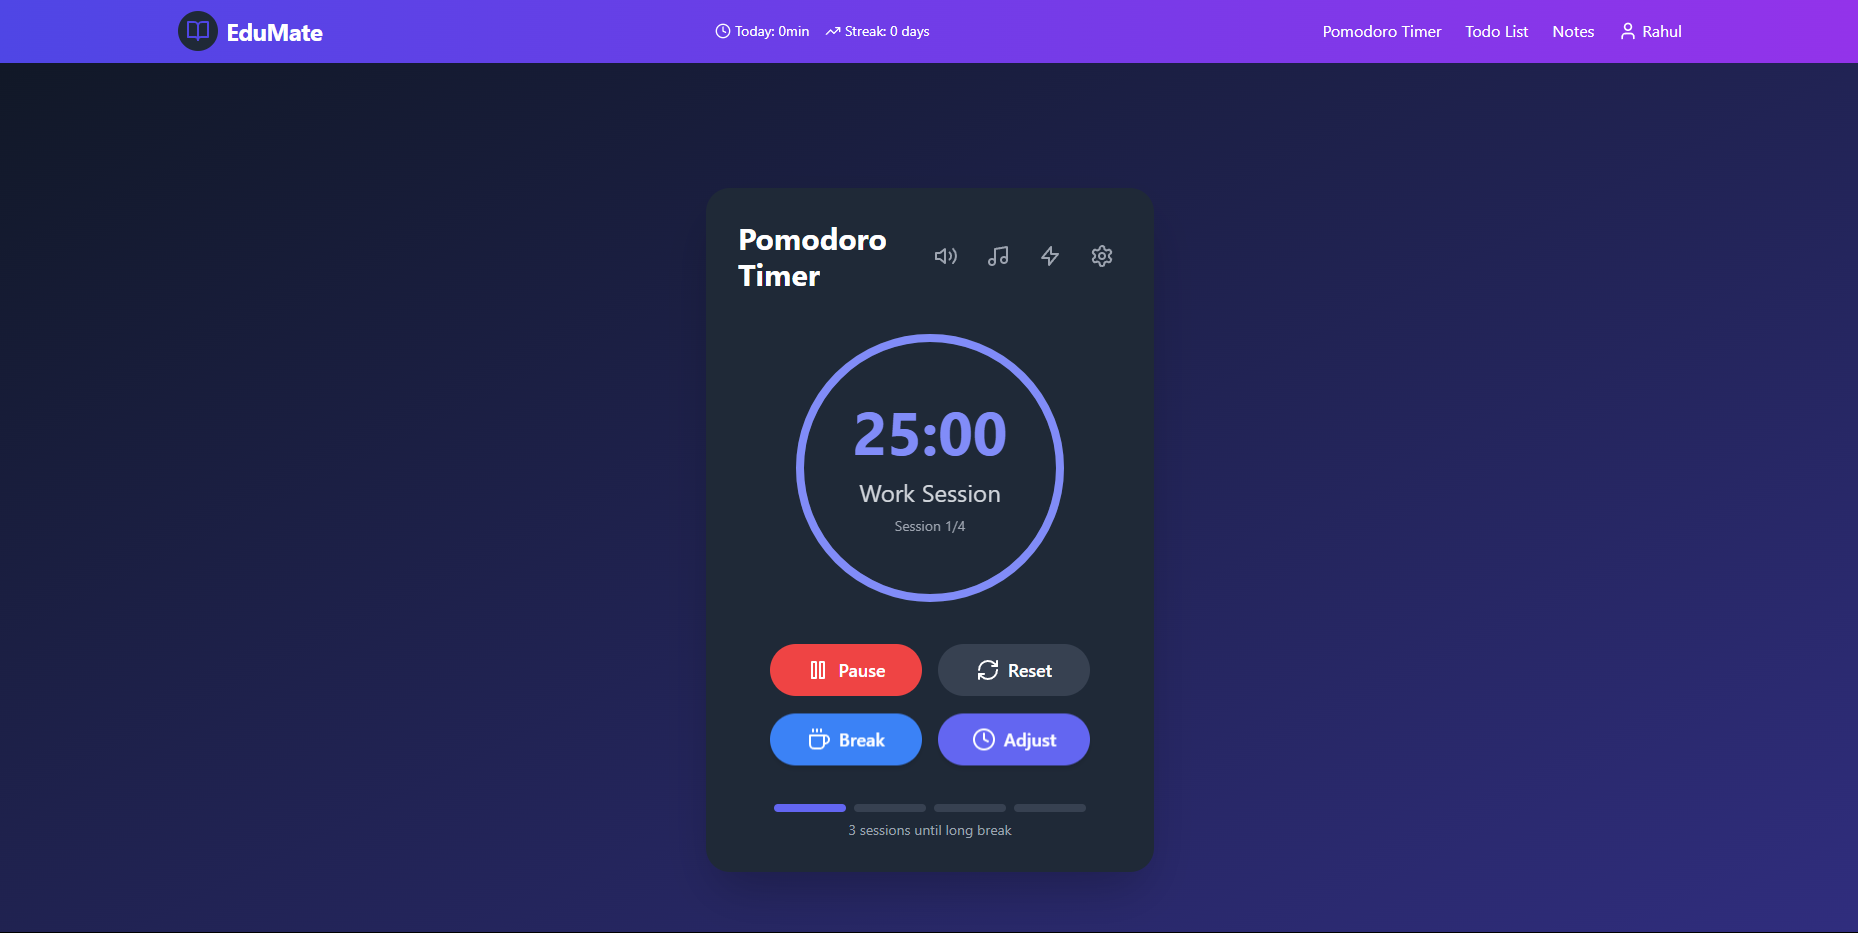 EduMate
Today: 0min
Streak: 0 days
Pomodoro Timer
Todo List
Notes
Rahul
Pomodoro
Timer
25:00
Work Session
Session 1/4
Pause
Reset
Break
Adjust
3 sessions until long break